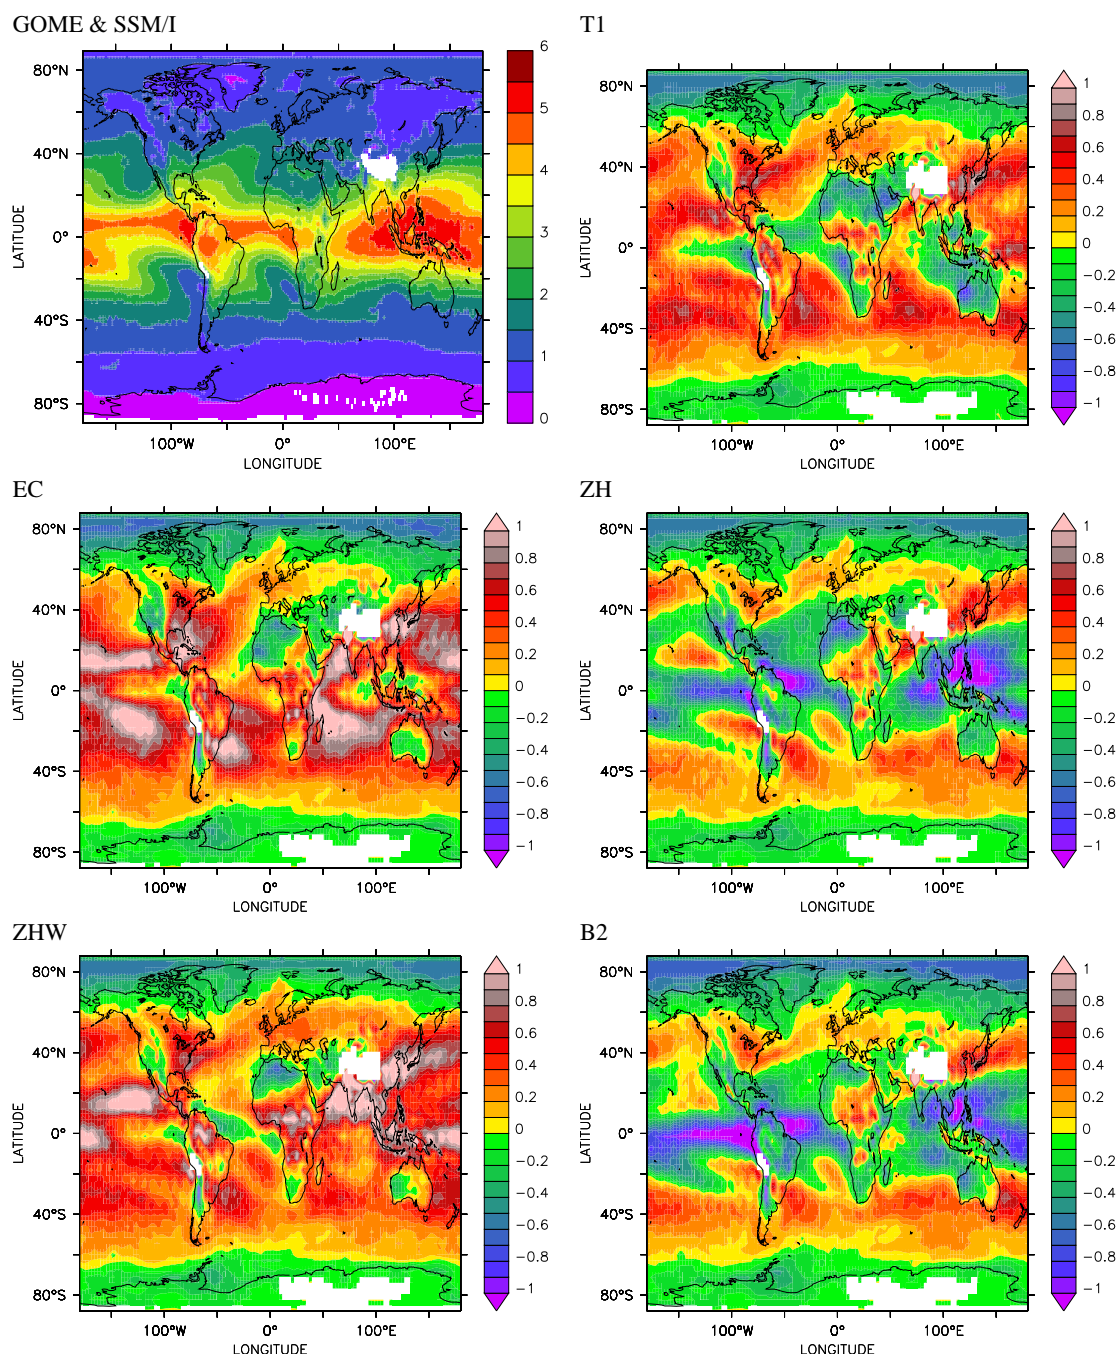 GOME & SSM/I
T1
80°N
40°N
0°
40°S
80°S
LATITUDE
100°W 0° 100°E
LONGITUDE
6
5
4
3
2
1
0
80°N
40°N
0°
40°S
80°S
LATITUDE
100°W 0° 100°E
LONGITUDE
1
0.8
0.6
0.4
0.2
0
−0.2
−0.4
−0.6
−0.8
−1
EC
ZH
80°N
40°N
0°
40°S
80°S
LATITUDE
100°W 0° 100°E
LONGITUDE
1
0.8
0.6
0.4
0.2
0
−0.2
−0.4
−0.6
−0.8
−1
80°N
40°N
0°
40°S
80°S
LATITUDE
100°W 0° 100°E
LONGITUDE
1
0.8
0.6
0.4
0.2
0
−0.2
−0.4
−0.6
−0.8
−1
ZHW
B2
80°N
40°N
0°
40°S
80°S
LATITUDE
100°W 0° 100°E
LONGITUDE
1
0.8
0.6
0.4
0.2
0
−0.2
−0.4
−0.6
−0.8
−1
80°N
40°N
0°
40°S
80°S
LATITUDE
100°W 0° 100°E
LONGITUDE
1
0.8
0.6
0.4
0.2
0
−0.2
−0.4
−0.6
−0.8
−1